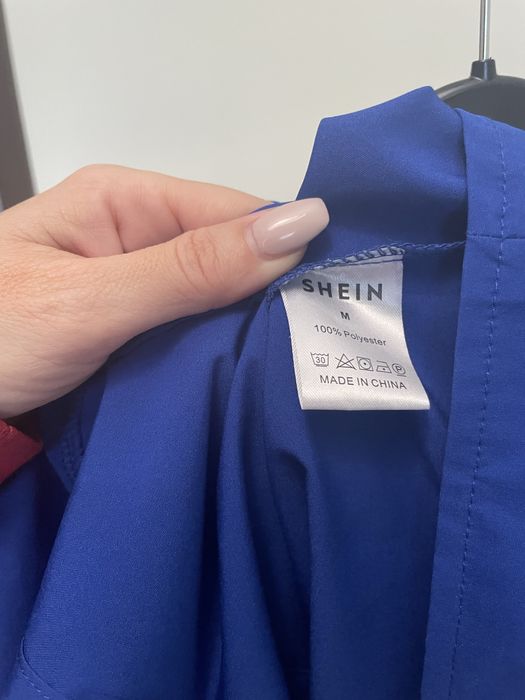 SHEIN
M
100% Polyester
30 P
MADE IN CHINA